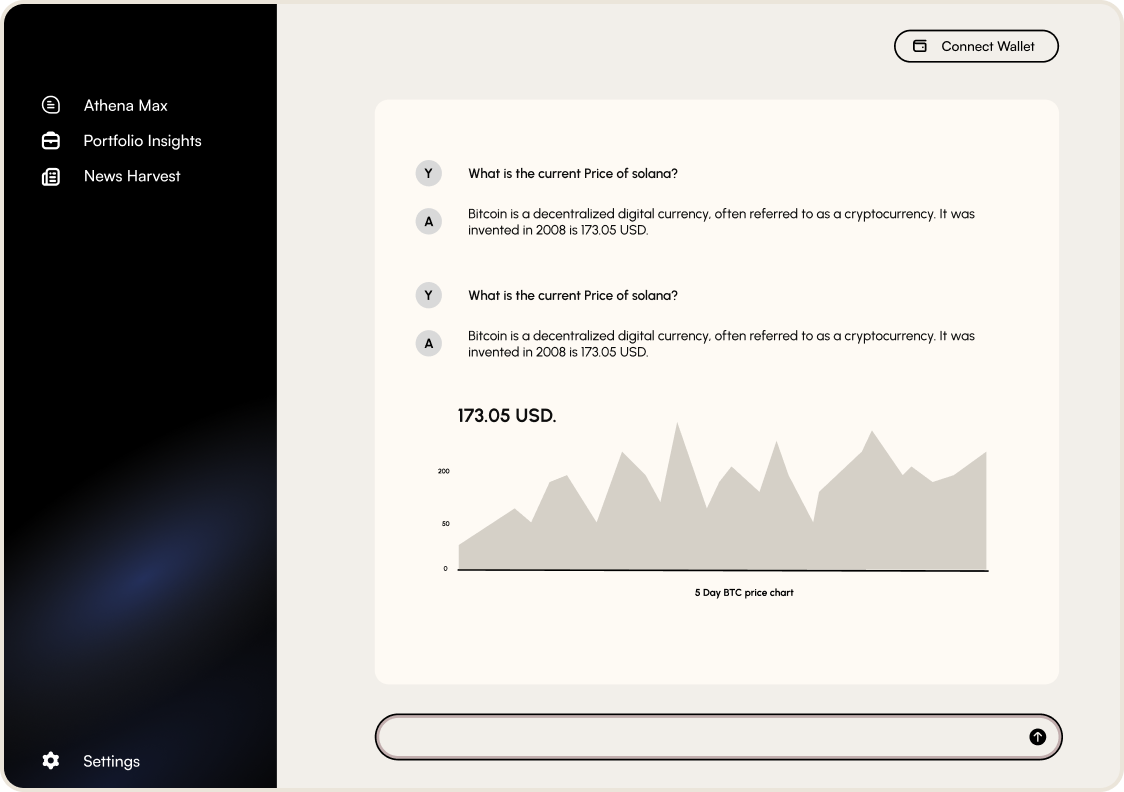 Connect Wallet
Athena Max
Portfolio Insights
News Harvest
Settings
Y
What is the current Price of solana?
A
Bitcoin is a decentralized digital currency, often referred to as a cryptocurrency. It was
invented in 2008 is 173.05 USD.
Y
What is the current Price of solana?
A
Bitcoin is a decentralized digital currency, often referred to as a cryptocurrency. It was
invented in 2008 is 173.05 USD.
173.05 USD.
200
50
0
5 Day BTC price chart